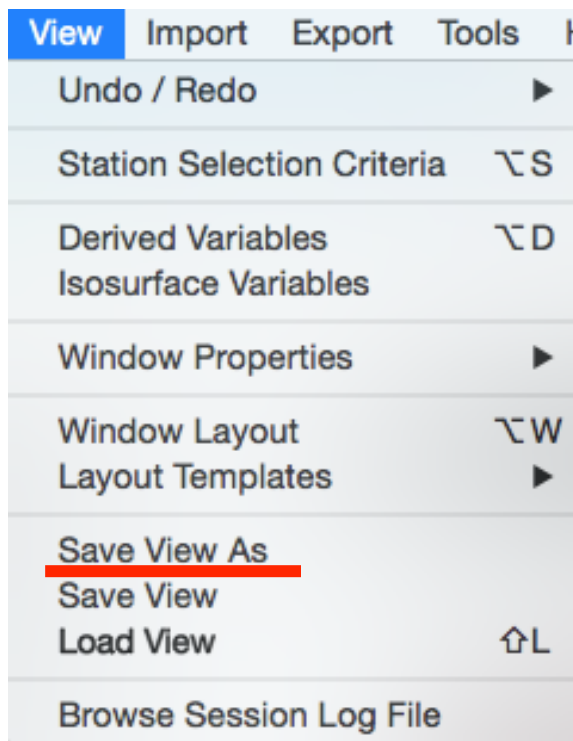 View Import Export Tools
Undo / Redo ▶
Station Selection Criteria ⌥S
Derived Variables ⌥D
Isosurface Variables
Window Properties ▶
Window Layout ⌥W
Layout Templates ▶
Save View As
Save View
Load View ⇧L
Browse Session Log File